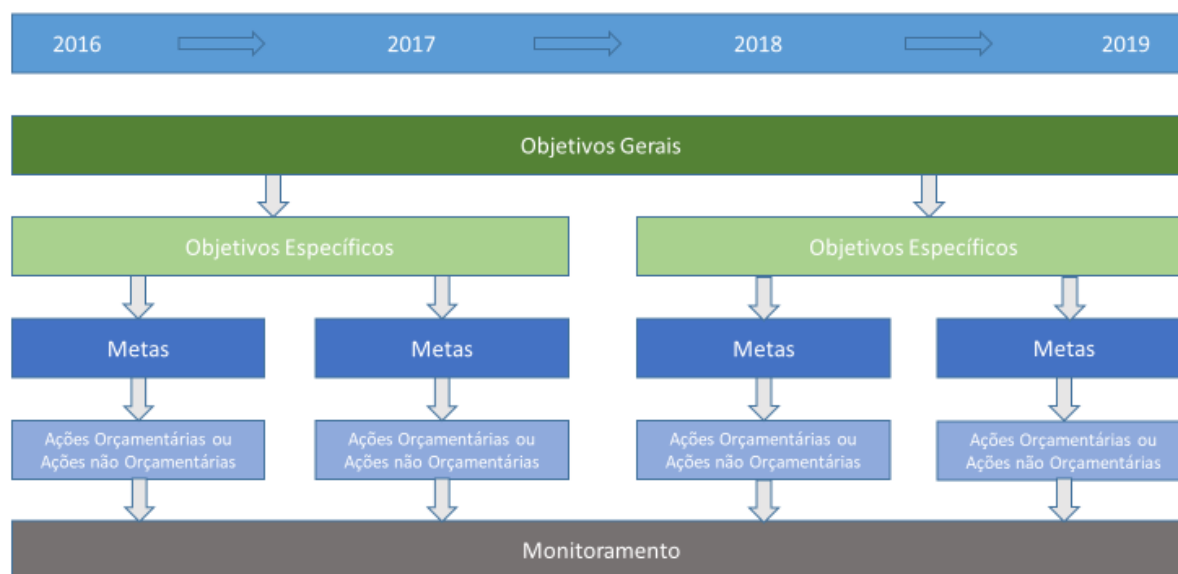 2016 2017 2018 2019
Objetivos Gerais
Objetivos Específicos
Objetivos Específicos
Metas
Metas
Metas
Metas
Ações Orçamentárias ou
Ações não Orçamentárias
Ações Orçamentárias ou
Ações não Orçamentárias
Ações Orçamentárias ou
Ações não Orçamentárias
Ações Orçamentárias ou
Ações não Orçamentárias
Monitoramento